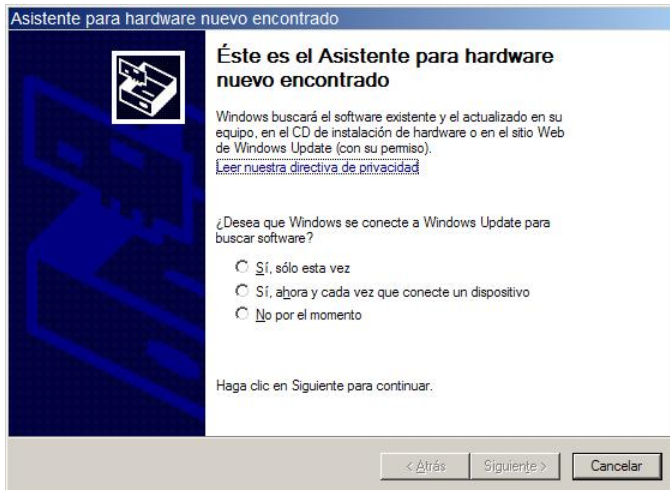 Asistente para hardware nuevo encontrado
Éste es el Asistente para hardware
nuevo encontrado
Windows buscará el software existente y el actualizado en su
equipo, en el CD de instalación de hardware o en el sitio Web
de Windows Update (con su permiso).
Leer nuestra directiva de privacidad
¿Desea que Windows se conecte a Windows Update para
buscar software?
Sí, sólo esta vez
Sí, ahora y cada vez que conecte un dispositivo
No por el momento
Haga clic en Siguiente para continuar.
< Atrás Siguiente > Cancelar